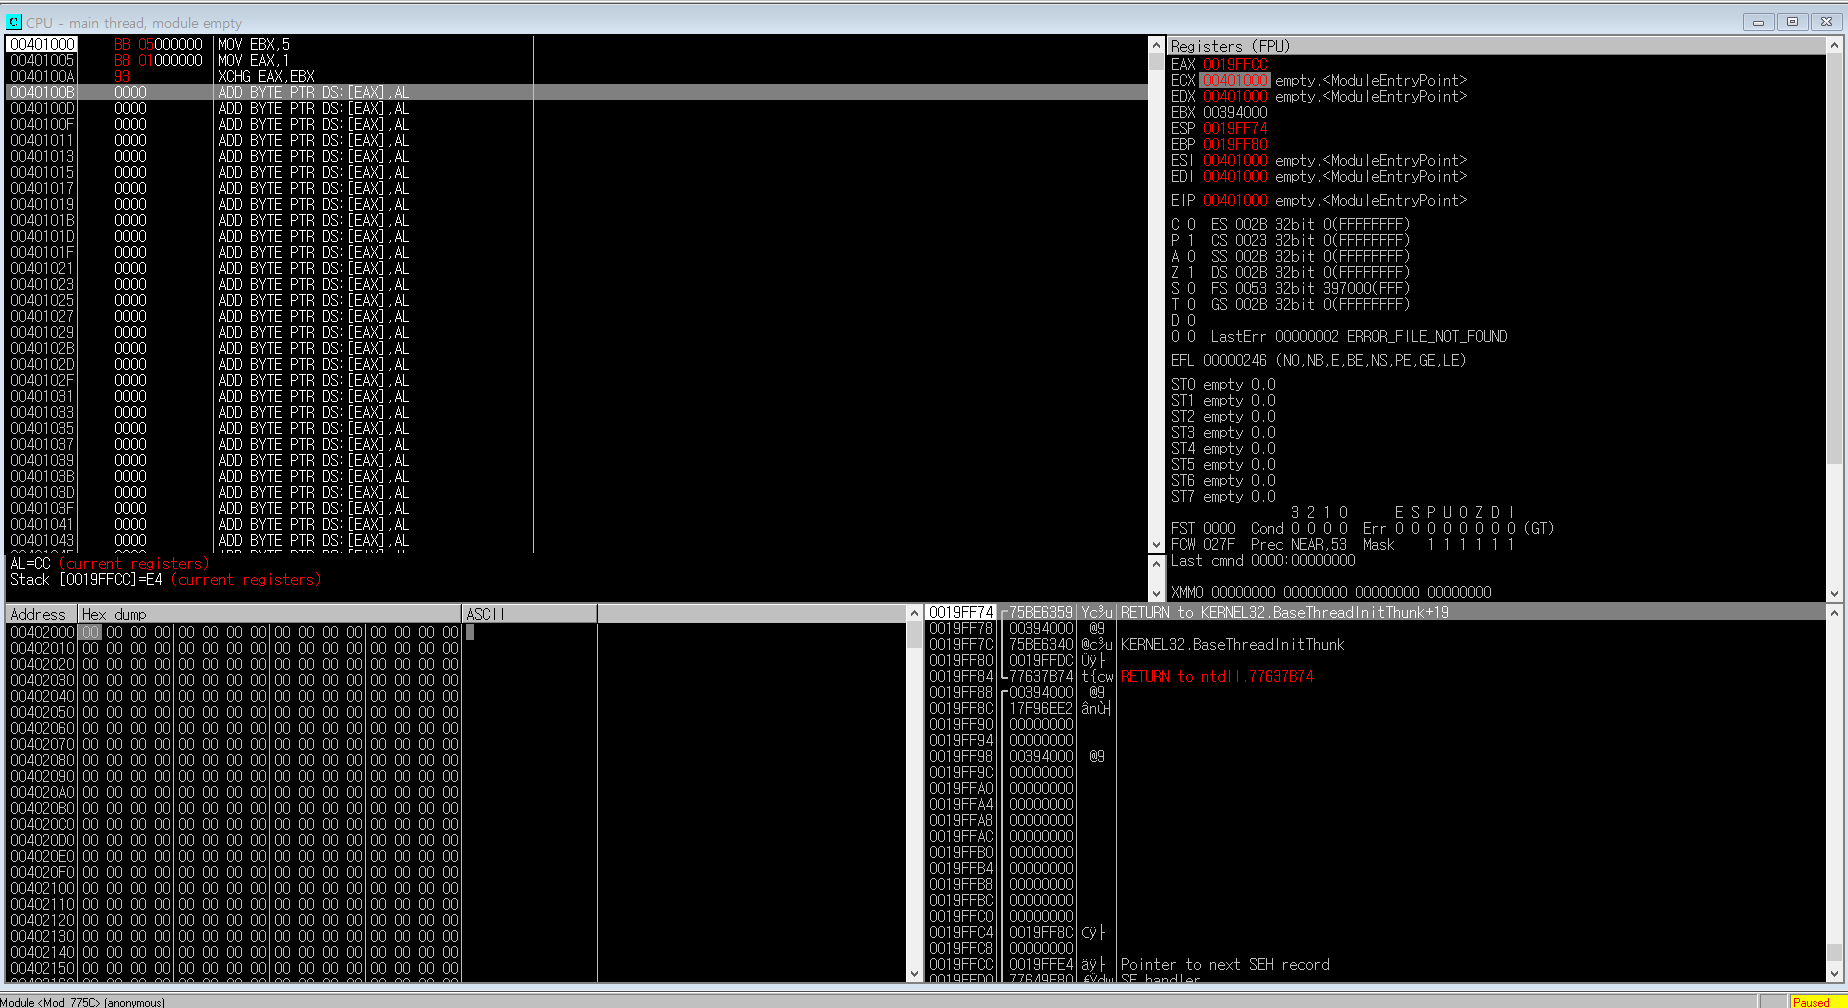 CPU - main thread, module empty
00401000 BB 05000000 MOV EBX,5
00401005 B8 01000000 MOV EAX,1
0040100A 93 XCHG EAX,EBX
0040100B 0000 ADD BYTE PTR DS:[EAX],AL
0040100D 0000 ADD BYTE PTR DS:[EAX],AL
0040100F 0000 ADD BYTE PTR DS:[EAX],AL
00401011 0000 ADD BYTE PTR DS:[EAX],AL
00401013 0000 ADD BYTE PTR DS:[EAX],AL
00401015 0000 ADD BYTE PTR DS:[EAX],AL
00401017 0000 ADD BYTE PTR DS:[EAX],AL
00401019 0000 ADD BYTE PTR DS:[EAX],AL
0040101B 0000 ADD BYTE PTR DS:[EAX],AL
0040101D 0000 ADD BYTE PTR DS:[EAX],AL
0040101F 0000 ADD BYTE PTR DS:[EAX],AL
00401021 0000 ADD BYTE PTR DS:[EAX],AL
00401023 0000 ADD BYTE PTR DS:[EAX],AL
00401025 0000 ADD BYTE PTR DS:[EAX],AL
00401027 0000 ADD BYTE PTR DS:[EAX],AL
00401029 0000 ADD BYTE PTR DS:[EAX],AL
0040102B 0000 ADD BYTE PTR DS:[EAX],AL
0040102D 0000 ADD BYTE PTR DS:[EAX],AL
0040102F 0000 ADD BYTE PTR DS:[EAX],AL
00401031 0000 ADD BYTE PTR DS:[EAX],AL
00401033 0000 ADD BYTE PTR DS:[EAX],AL
00401035 0000 ADD BYTE PTR DS:[EAX],AL
00401037 0000 ADD BYTE PTR DS:[EAX],AL
00401039 0000 ADD BYTE PTR DS:[EAX],AL
0040103B 0000 ADD BYTE PTR DS:[EAX],AL
0040103D 0000 ADD BYTE PTR DS:[EAX],AL
0040103F 0000 ADD BYTE PTR DS:[EAX],AL
00401041 0000 ADD BYTE PTR DS:[EAX],AL
00401043 0000 ADD BYTE PTR DS:[EAX],AL
AL=CC (current registers)
Stack [0019FFCC]=E4 (current registers)
Registers (FPU)
EAX 0019FFCC
ECX 00401000 empty.<ModuleEntryPoint>
EDX 00401000 empty.<ModuleEntryPoint>
EBX 00394000
ESP 0019FF74
EBP 0019FF80
ESI 00401000 empty.<ModuleEntryPoint>
EDI 00401000 empty.<ModuleEntryPoint>
EIP 00401000 empty.<ModuleEntryPoint>
C 0 ES 002B 32bit 0(FFFFFFFF)
P 1 CS 0023 32bit 0(FFFFFFFF)
A 0 SS 002B 32bit 0(FFFFFFFF)
Z 1 DS 002B 32bit 0(FFFFFFFF)
S 0 FS 0053 32bit 397000(FFF)
T 0 GS 002B 32bit 0(FFFFFFFF)
D 0
O 0 LastErr 00000002 ERROR_FILE_NOT_FOUND
EFL 00000246 (NO,NB,E,BE,NS,PE,GE,LE)
ST0 empty 0.0
ST1 empty 0.0
ST2 empty 0.0
ST3 empty 0.0
ST4 empty 0.0
ST5 empty 0.0
ST6 empty 0.0
ST7 empty 0.0
3 2 1 0 E S P U O Z D I
FST 0000 Cond 0 0 0 0 Err 0 0 0 0 0 0 0 0 (GT)
FCW 027F Prec NEAR,53 Mask 1 1 1 1 1 1
Last cmnd 0000:00000000
XMM0 00000000 00000000 00000000 00000000
Address Hex dump ASCII
00402000 00 00 00 00 00 00 00 00 00 00 00 00 00 00 00 00
00402010 00 00 00 00 00 00 00 00 00 00 00 00 00 00 00 00
00402020 00 00 00 00 00 00 00 00 00 00 00 00 00 00 00 00
00402030 00 00 00 00 00 00 00 00 00 00 00 00 00 00 00 00
00402040 00 00 00 00 00 00 00 00 00 00 00 00 00 00 00 00
00402050 00 00 00 00 00 00 00 00 00 00 00 00 00 00 00 00
00402060 00 00 00 00 00 00 00 00 00 00 00 00 00 00 00 00
00402070 00 00 00 00 00 00 00 00 00 00 00 00 00 00 00 00
00402080 00 00 00 00 00 00 00 00 00 00 00 00 00 00 00 00
00402090 00 00 00 00 00 00 00 00 00 00 00 00 00 00 00 00
004020A0 00 00 00 00 00 00 00 00 00 00 00 00 00 00 00 00
004020B0 00 00 00 00 00 00 00 00 00 00 00 00 00 00 00 00
004020C0 00 00 00 00 00 00 00 00 00 00 00 00 00 00 00 00
004020D0 00 00 00 00 00 00 00 00 00 00 00 00 00 00 00 00
004020E0 00 00 00 00 00 00 00 00 00 00 00 00 00 00 00 00
004020F0 00 00 00 00 00 00 00 00 00 00 00 00 00 00 00 00
00402100 00 00 00 00 00 00 00 00 00 00 00 00 00 00 00 00
00402110 00 00 00 00 00 00 00 00 00 00 00 00 00 00 00 00
00402120 00 00 00 00 00 00 00 00 00 00 00 00 00 00 00 00
00402130 00 00 00 00 00 00 00 00 00 00 00 00 00 00 00 00
00402140 00 00 00 00 00 00 00 00 00 00 00 00 00 00 00 00
00402150 00 00 00 00 00 00 00 00 00 00 00 00 00 00 00 00
0019FF74 75BE6359 Yc¾u RETURN to KERNEL32.BaseThreadInitThunk+19
0019FF78 00394000 @9
0019FF7C 75BE6340 @c¾u KERNEL32.BaseThreadInitThunk
0019FF80 0019FFDC Üÿ
0019FF84 77637B74 t{cw RETURN to ntdll.77637B74
0019FF88 00394000 @9
0019FF8C 17F96EE2 ânù
0019FF90 00000000
0019FF94 00000000
0019FF98 00394000 @9
0019FF9C 00000000
0019FFA0 00000000
0019FFA4 00000000
0019FFA8 00000000
0019FFAC 00000000
0019FFB0 00000000
0019FFB4 00000000
0019FFB8 00000000
0019FFBC 00000000
0019FFC0 00000000
0019FFC4 0019FF8C Œÿ
0019FFC8 00000000
0019FFCC 0019FFE4 äÿ Pointer to next SEH record
0019FFD0 77649F80 SE handler
Module <Mod_775C> (anonymous)
Paused